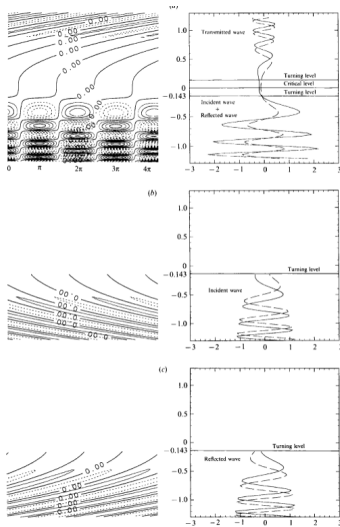 (a)
1.0
Transmitted wave
0.5
Turning level
0
Critical level
−0.143
Turning level
Incident wave
+
Reflected wave
−0.5
−1.0
0 π 2π 3π 4π
−3 −2 −1 0 1 2 3
(b)
1.0
0.5
0
−0.143
Turning level
−0.5
Incident wave
−1.0
−3 −2 −1 0 1 2 3
(c)
1.0
0.5
0
−0.143
Turning level
Reflected wave
−0.5
−1.0
−3 −2 −1 0 1 2 3